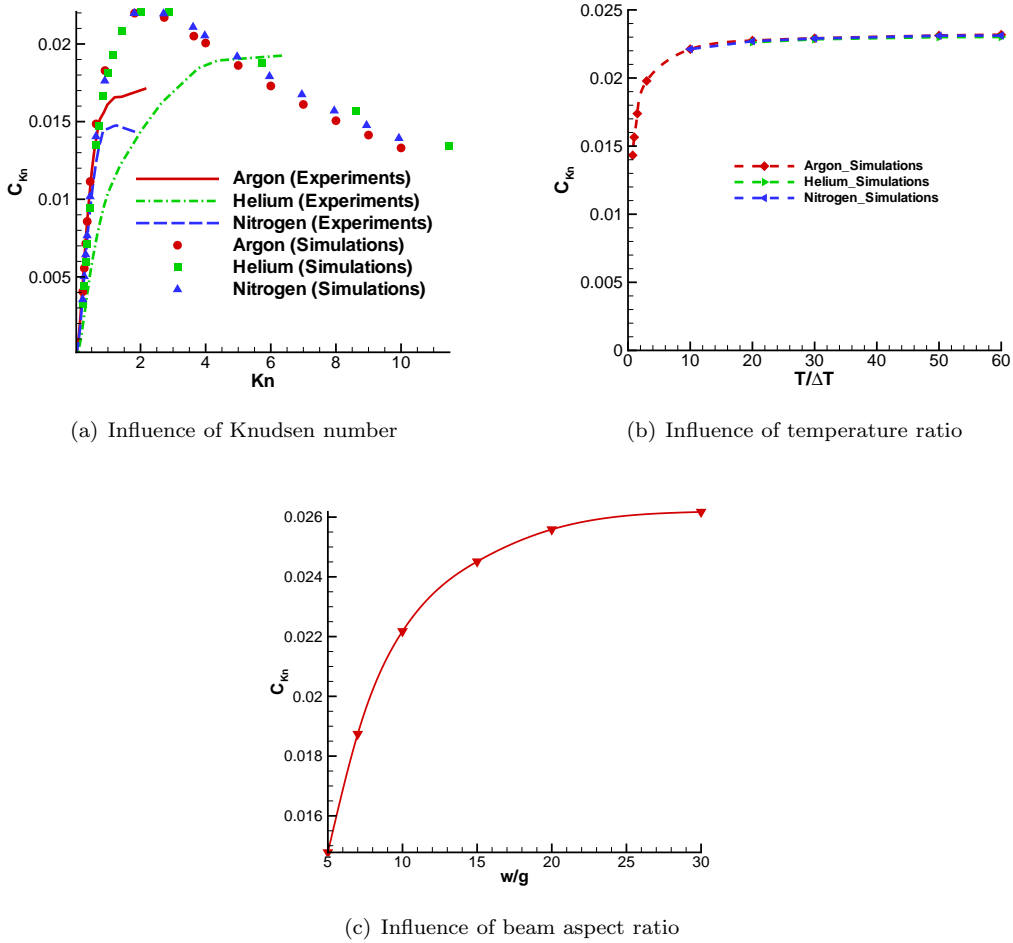 C_Kn
0.02
0.015
0.01
0.005
2 4 6 8 10
Kn
Argon (Experiments)
Helium (Experiments)
Nitrogen (Experiments)
Argon (Simulations)
Helium (Simulations)
Nitrogen (Simulations)
(a) Influence of Knudsen number
C_Kn
0.025
0.02
0.015
0.01
0.005
0
0 10 20 30 40 50 60
T/ΔT
Argon_Simulations
Helium_Simulations
Nitrogen_Simulations
(b) Influence of temperature ratio
C_Kn
0.026
0.024
0.022
0.02
0.018
0.016
5 10 15 20 25 30
w/g
(c) Influence of beam aspect ratio